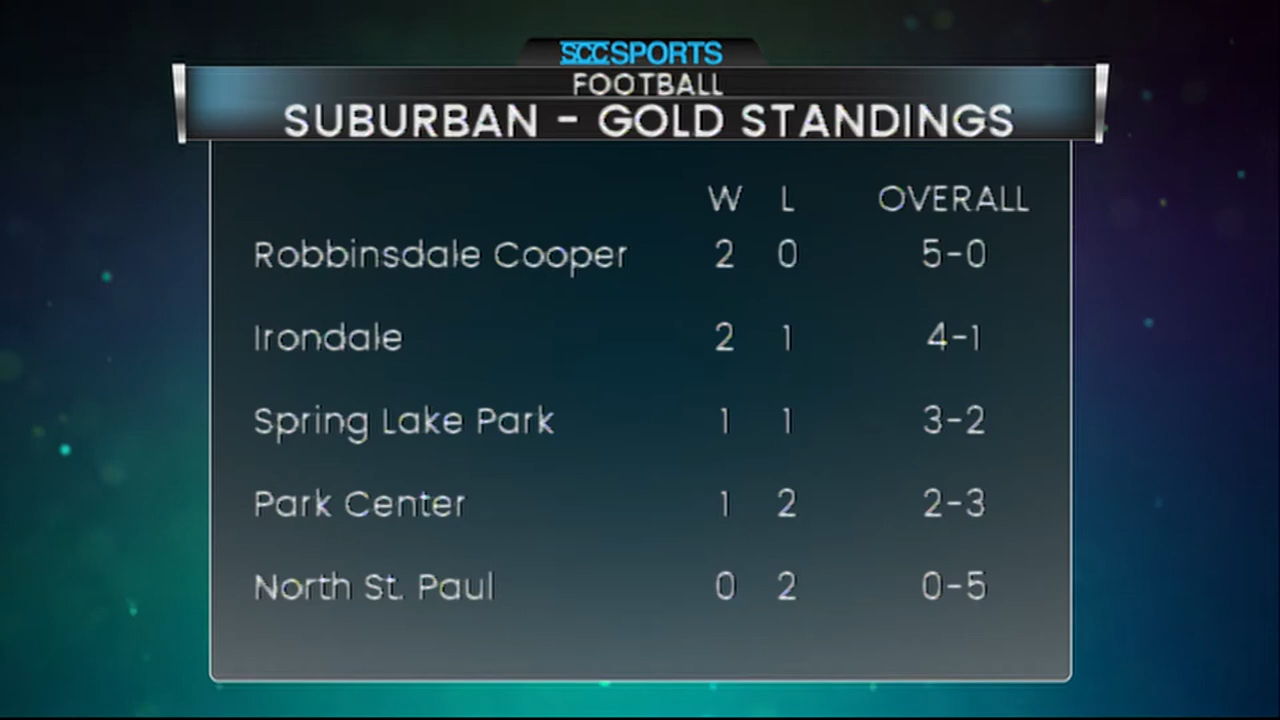 SCCSPORTS
FOOTBALL
SUBURBAN - GOLD STANDINGS
W L OVERALL
Robbinsdale Cooper 2 0 5-0
Irondale 2 1 4-1
Spring Lake Park 1 1 3-2
Park Center 1 2 2-3
North St. Paul 0 2 0-5